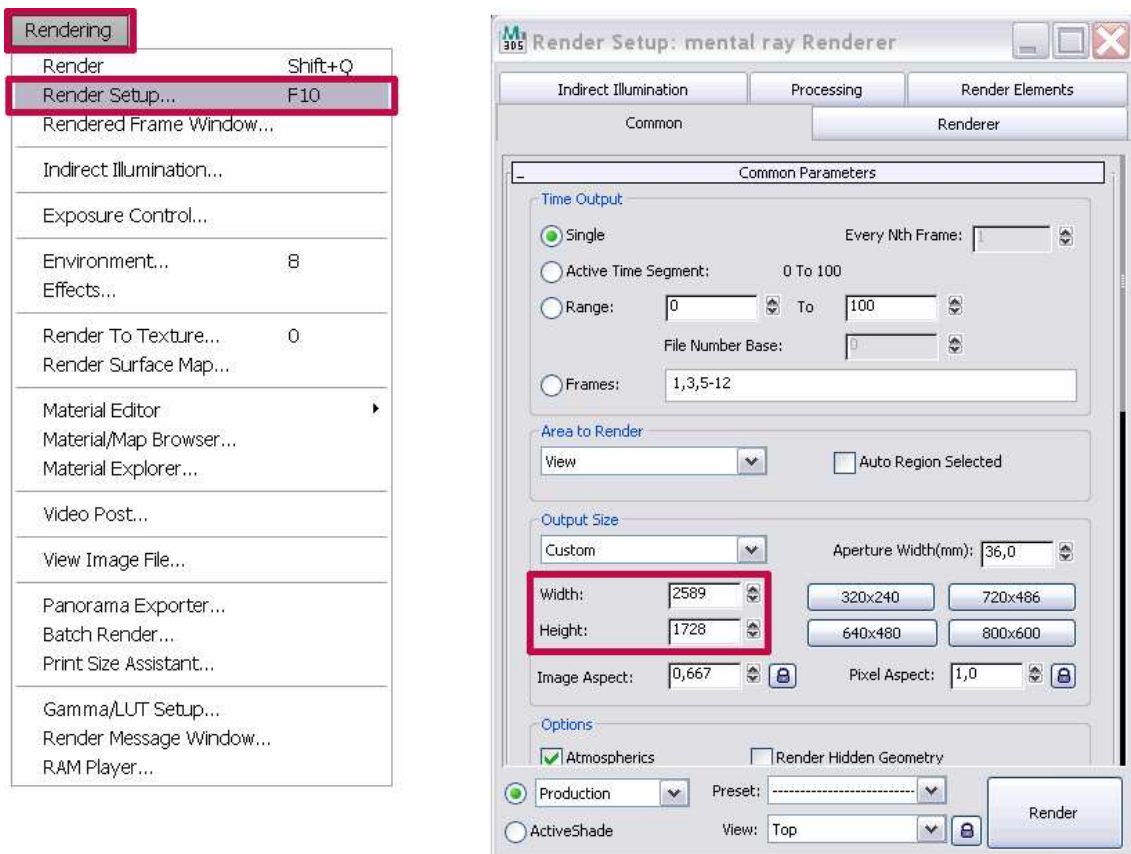 Rendering
Render Shift+Q
Render Setup... F10
Rendered Frame Window...
Indirect Illumination...
Exposure Control...
Environment... 8
Effects...
Render To Texture... 0
Render Surface Map...
Material Editor
Material/Map Browser...
Material Explorer...
Video Post...
View Image File...
Panorama Exporter...
Batch Render...
Print Size Assistant...
Gamma/LUT Setup...
Render Message Window...
RAM Player...
Render Setup: mental ray Renderer
Indirect Illumination Processing Render Elements
Common Renderer
Common Parameters
Time Output
Single Every Nth Frame: 1
Active Time Segment: 0 To 100
Range: 0 To 100
File Number Base: 0
Frames: 1,3,5-12
Area to Render
View Auto Region Selected
Output Size
Custom Aperture Width(mm): 36,0
Width: 2589 320x240 720x486
Height: 1728 640x480 800x600
Image Aspect: 0,667 Pixel Aspect: 1,0
Options
Atmospherics Render Hidden Geometry
Production Preset: -------------------------
ActiveShade View: Top
Render